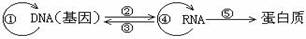 ① DNA(基因) ② ③ ④ RNA ⑤ 蛋白质